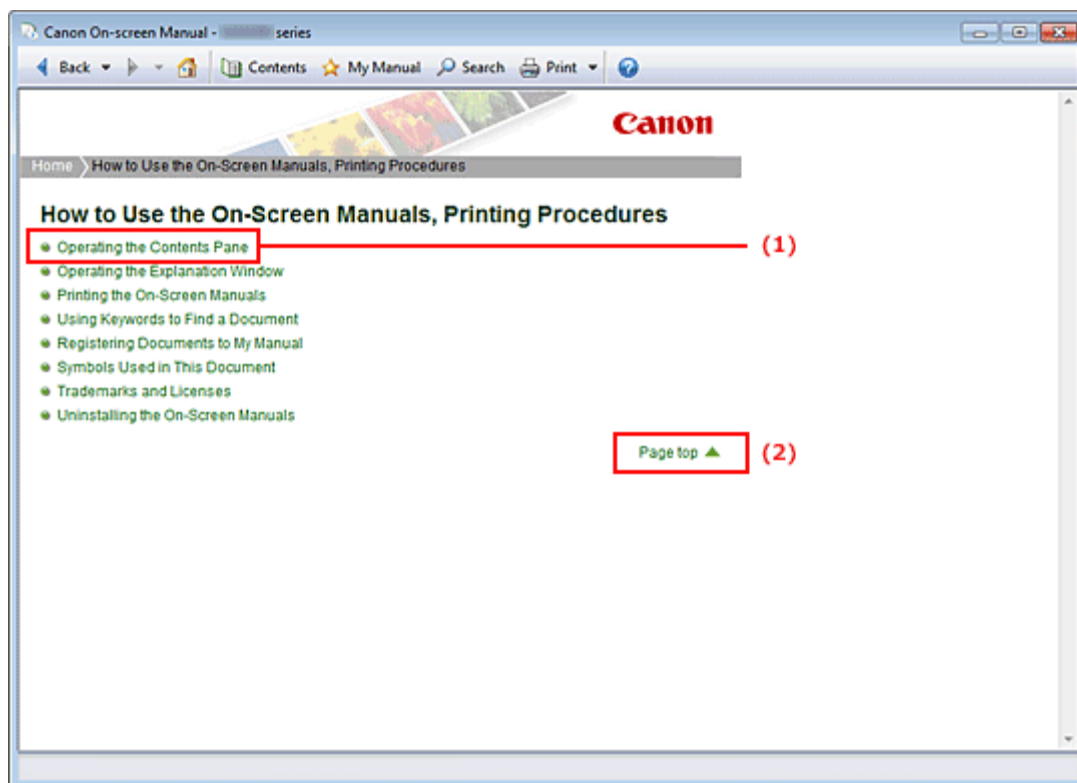 Canon On-screen Manual - series
Back Contents My Manual Search Print
Canon
Home How to Use the On-Screen Manuals, Printing Procedures
How to Use the On-Screen Manuals, Printing Procedures
Operating the Contents Pane (1)
Operating the Explanation Window
Printing the On-Screen Manuals
Using Keywords to Find a Document
Registering Documents to My Manual
Symbols Used in This Document
Trademarks and Licenses
Uninstalling the On-Screen Manuals
Page top (2)